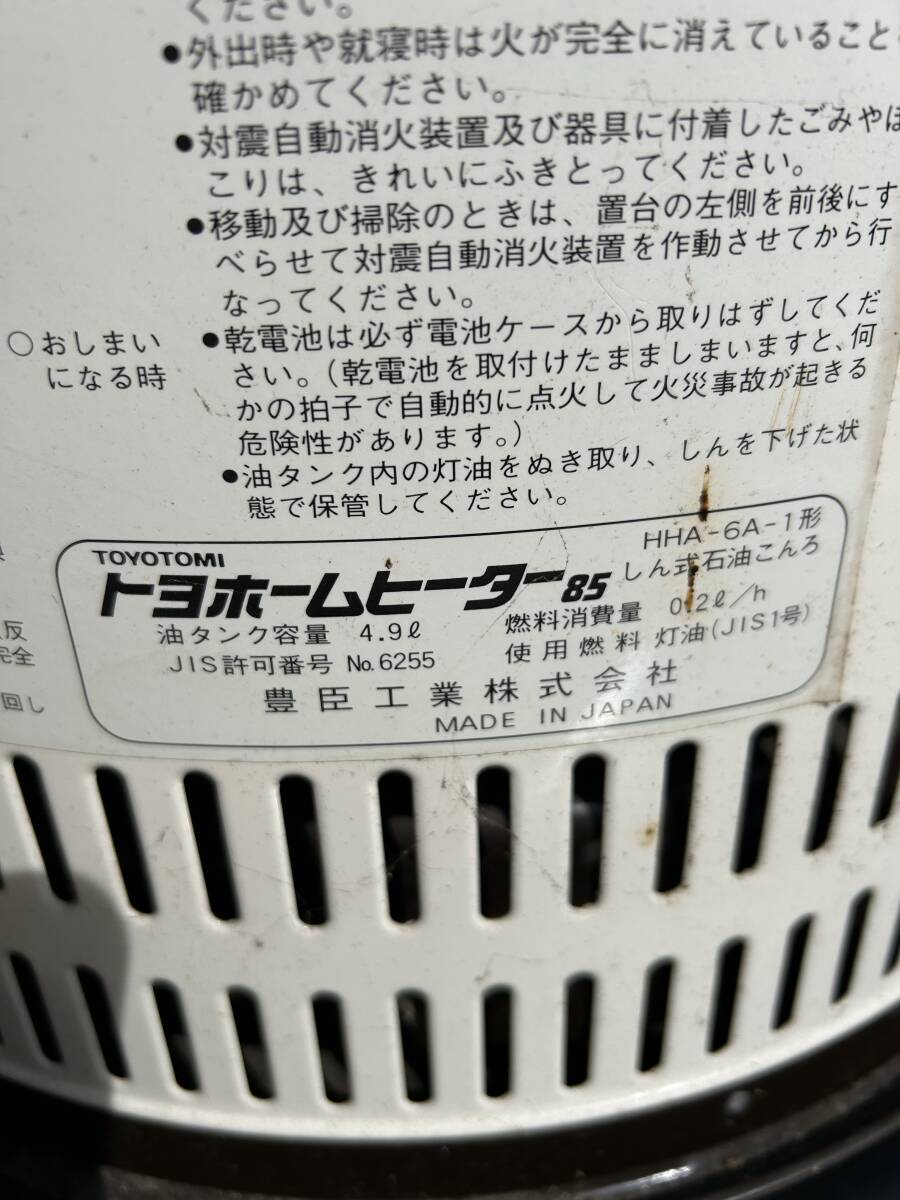 ください。
●外出時や就寝時は火が完全に消えていることを
確かめてください。
●対震自動消火装置及び器具に付着したごみやほ
こりは、きれいにふきとってください。
●移動及び掃除のときは、置台の左側を前後にす
べらせて対震自動消火装置を作動させてから行
なってください。
○おしまい
になる時
●乾電池は必ず電池ケースから取りはずしてくだ
さい。(乾電池を取付けたまましまいますと、何
かの拍子で自動的に点火して火災事故が起きる
危険性があります。)
●油タンク内の灯油をぬき取り、しんを下げた状
態で保管してください。
反
完全
回し
TOYOTOMI
トヨホームヒーター85
HHA-6A-1形
しん式石油こんろ
油タンク容量 4.9ℓ
燃料消費量 0.2ℓ/h
JIS許可番号 No.6255
使用燃料 灯油(JIS1号)
豊臣工業株式会社
MADE IN JAPAN